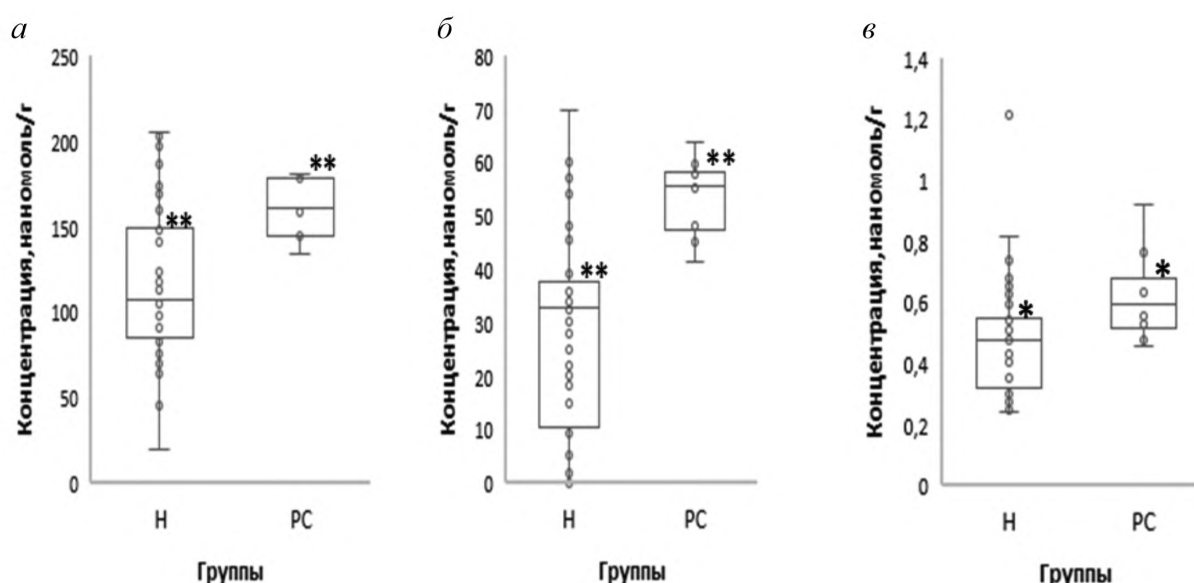 а
Концентрация,наномоль/г
250
200
150
100
50
0
**
**
Н
РС
Группы
б
Концентрация,наномоль/г
80
70
60
50
40
30
20
10
0
**
**
Н
РС
Группы
в
Концентрация,наномоль/г
1,4
1,2
1
0,8
0,6
0,4
0,2
0
*
*
Н
РС
Группы